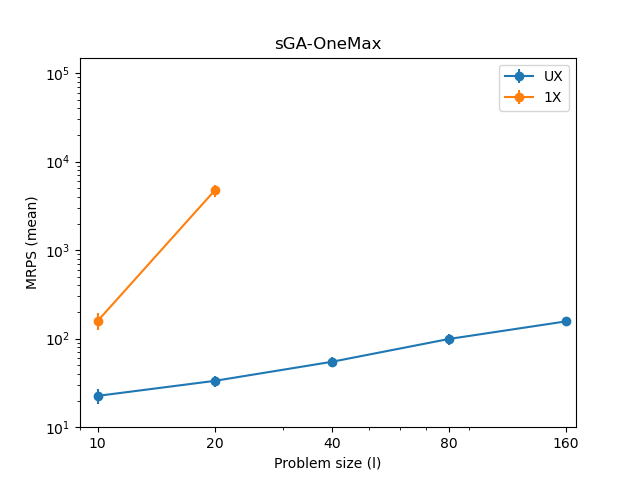 sGA-OneMax
UX
1X
10^5
10^4
10^3
10^2
10^1
MRPS (mean)
10 20 40 80 160
Problem size (l)